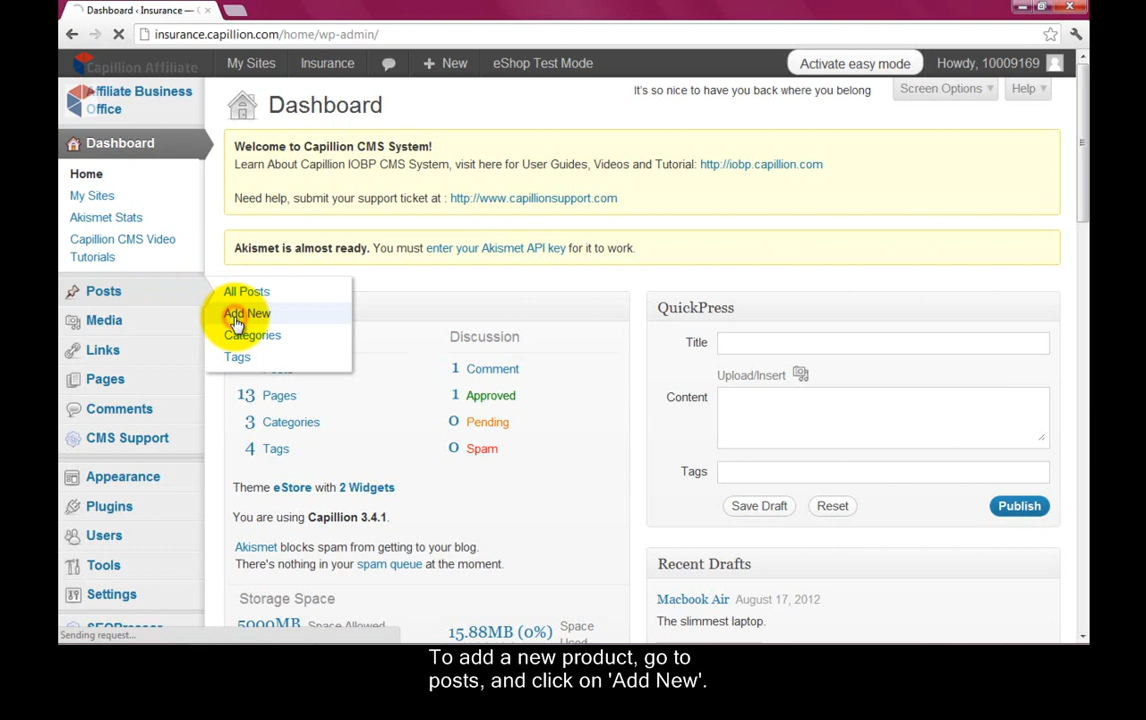 Dashboard ‹ Insurance —
insurance.capillion.com/home/wp-admin/
Capillion Affiliate
My Sites
Insurance
New
eShop Test Mode
Activate easy mode
Howdy, 10009169
Affiliate Business
Office
Dashboard
It's so nice to have you back where you belong
Screen Options
Help
Dashboard
Home
My Sites
Akismet Stats
Capillion CMS Video
Tutorials
Welcome to Capillion CMS System!
Learn About Capillion IOBP CMS System, visit here for User Guides, Videos and Tutorial: http://iobp.capillion.com
Need help, submit your support ticket at : http://www.capillionsupport.com
Akismet is almost ready. You must enter your Akismet API key for it to work.
Posts
Media
Links
Pages
Comments
CMS Support
Appearance
Plugins
Users
Tools
Settings
All Posts
Add New
Categories
Tags
Discussion
1 Comment
13 Pages
1 Approved
3 Categories
0 Pending
4 Tags
0 Spam
Theme eStore with 2 Widgets
You are using Capillion 3.4.1.
Akismet blocks spam from getting to your blog.
There's nothing in your spam queue at the moment.
Storage Space
5000MB Space Allowed
15.88MB (0%) Space
Used
QuickPress
Title
Upload/Insert
Content
Tags
Save Draft
Reset
Publish
Recent Drafts
Macbook Air August 17, 2012
The slimmest laptop.
Sending request...
To add a new product, go to
posts, and click on 'Add New'.